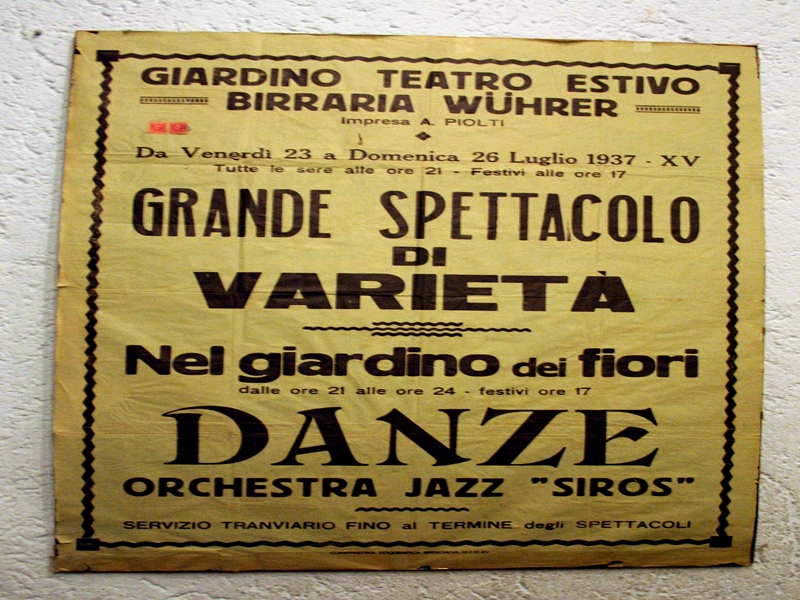 GIARDINO TEATRO ESTIVO
BIRRARIA WÜHRER
Impresa A. PIOLTI
Da Venerdì 23 a Domenica 26 Luglio 1937 - XV
Tutte le sere alle ore 21 - Festivi alle ore 17
GRANDE SPETTACOLO
DI
VARIETÀ
Nel giardino dei fiori
dalle ore 21 alle ore 24 - festivi ore 17
DANZE
ORCHESTRA JAZZ "SIROS"
SERVIZIO TRANVIARIO FINO al TERMINE degli SPETTACOLI